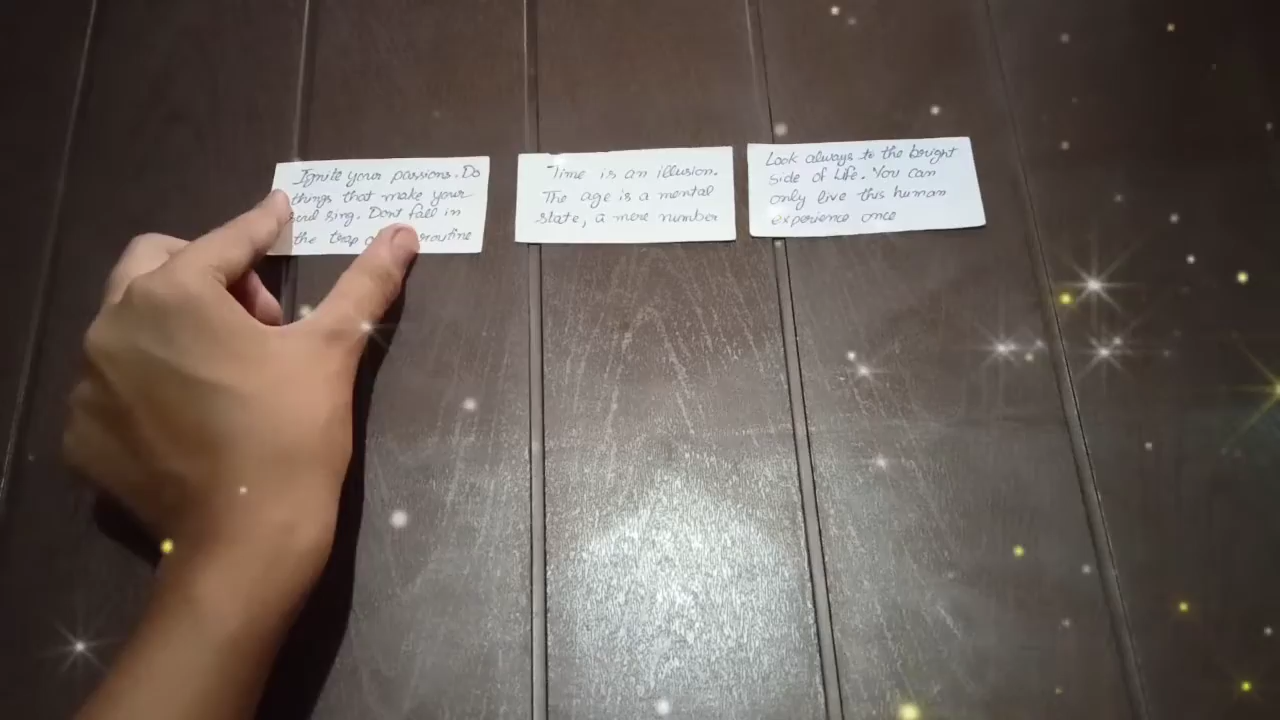 Ignite your passions. Do
things that make your
soul sing. Dont fall in
the trap routine
Time is an illusion.
The age is a mental
state, a mere number
Look always to the bright
side of life. You can
only live this human
experience once